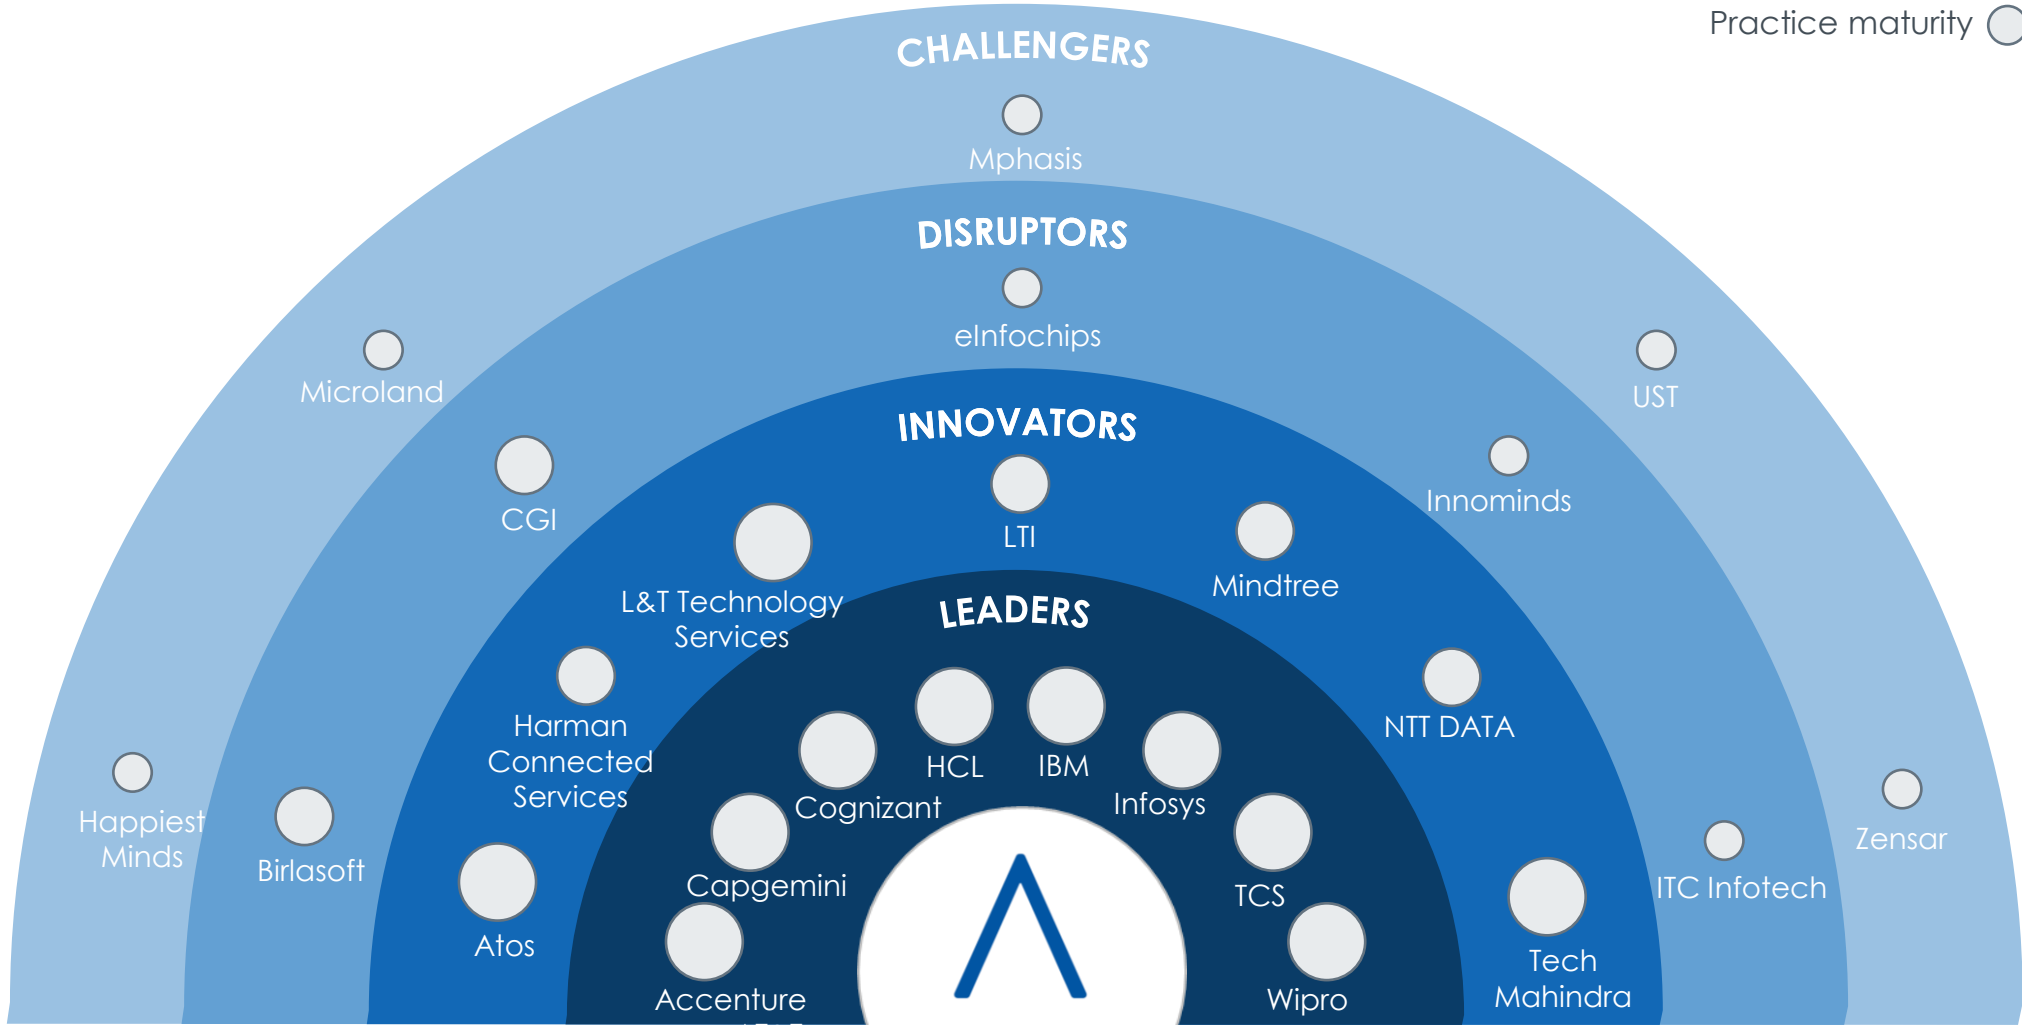 Practice maturity
CHALLENGERS
Mphasis
DISRUPTORS
eInfochips
Microland
UST
INNOVATORS
CGI
Innominds
LTI
L&T Technology
Services
Mindtree
LEADERS
Harman
Connected
Services
NTT DATA
HCL
IBM
Cognizant
Infosys
Happiest
Minds
Birlasoft
Capgemini
TCS
ITC Infotech
Zensar
Atos
Accenture
Wipro
Tech
Mahindra